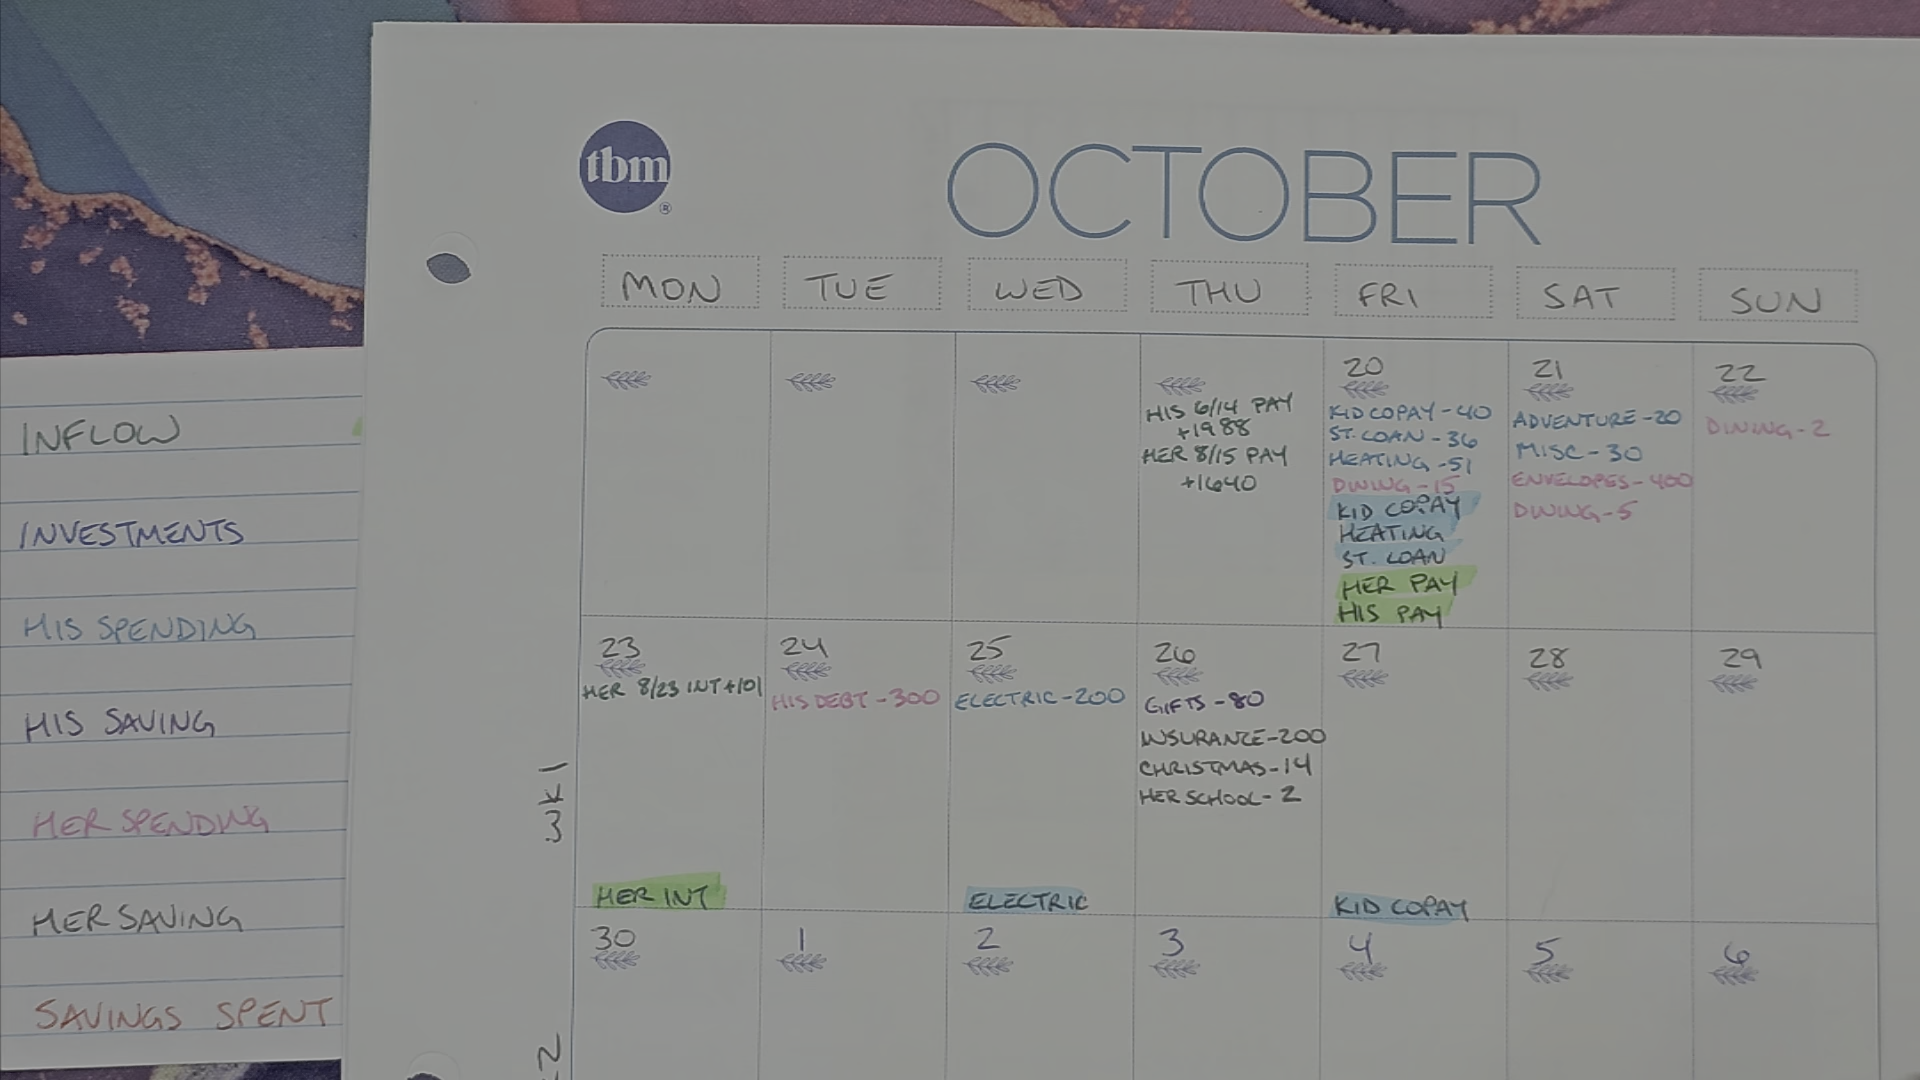 tbm
®
OCTOBER
MON TUE WED THU FRI SAT SUN
HIS 6/14 PAY
+1988
HER 8/15 PAY
+1640
20
KID COPAY-40
ST. LOAN-36
HEATING-51
DINING-15
KID COPAY
HEATING
ST. LOAN
HER PAY
HIS PAY
21
ADVENTURE-20
MISC-30
ENVELOPES-400
DINING-5
22
DINING-2
WK1
23
HER 8/23 INT+101
HER INT
24
HIS DEBT-300
25
ELECTRIC-200
ELECTRIC
26
GIFTS-80
INSURANCE-200
CHRISTMAS-14
HER SCHOOL-2
27
KID COPAY
28
29
30
1
2
3
4
5
6
INFLOW
INVESTMENTS
HIS SPENDING
HIS SAVING
HER SPENDING
HER SAVING
SAVINGS SPENT